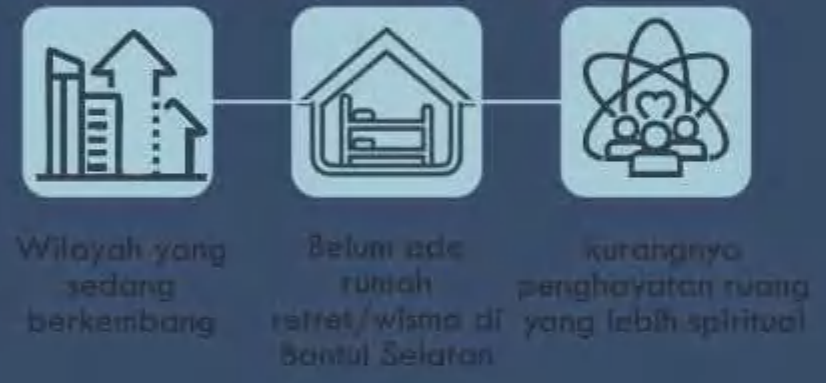 Wilayah yang
sedang
berkembang
Belum ada
rumah
retret/wisma di
Bantul Selatan
kurangnya
penghayatan ruang
yang lebih spiritual